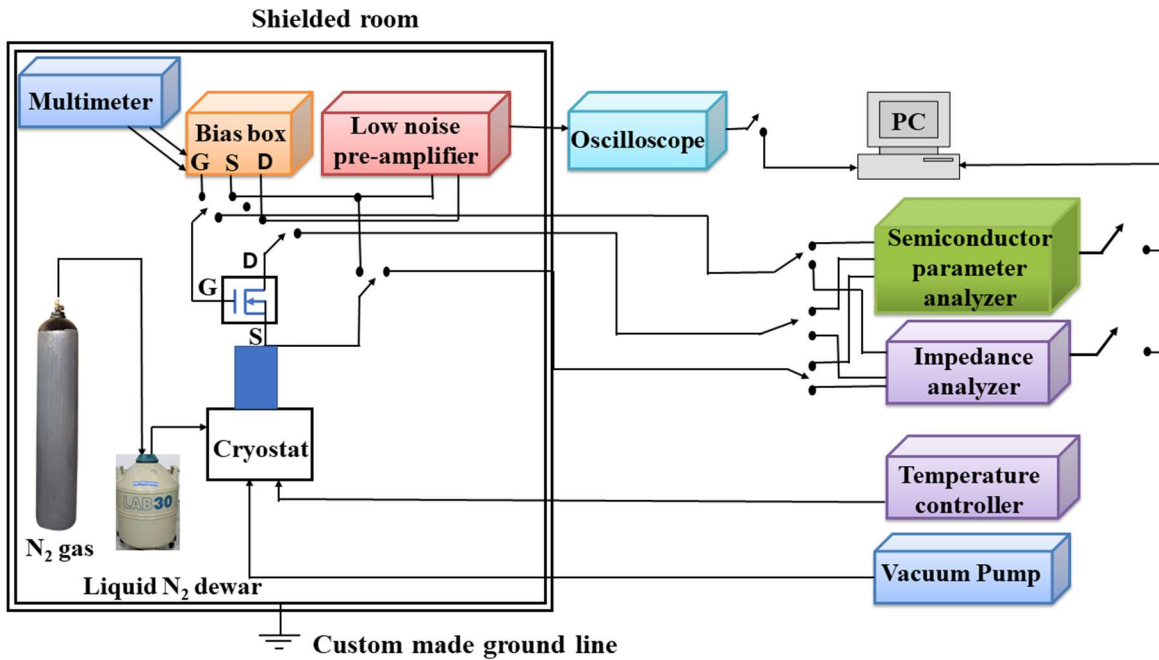 Shielded room
Multimeter
Bias box
G S D
Low noise
pre-amplifier
Oscilloscope
PC
Semiconductor
parameter
analyzer
D
G
S
Impedance
analyzer
Cryostat
Temperature
controller
LAB30
N₂ gas
Liquid N₂ dewar
Vacuum Pump
Custom made ground line